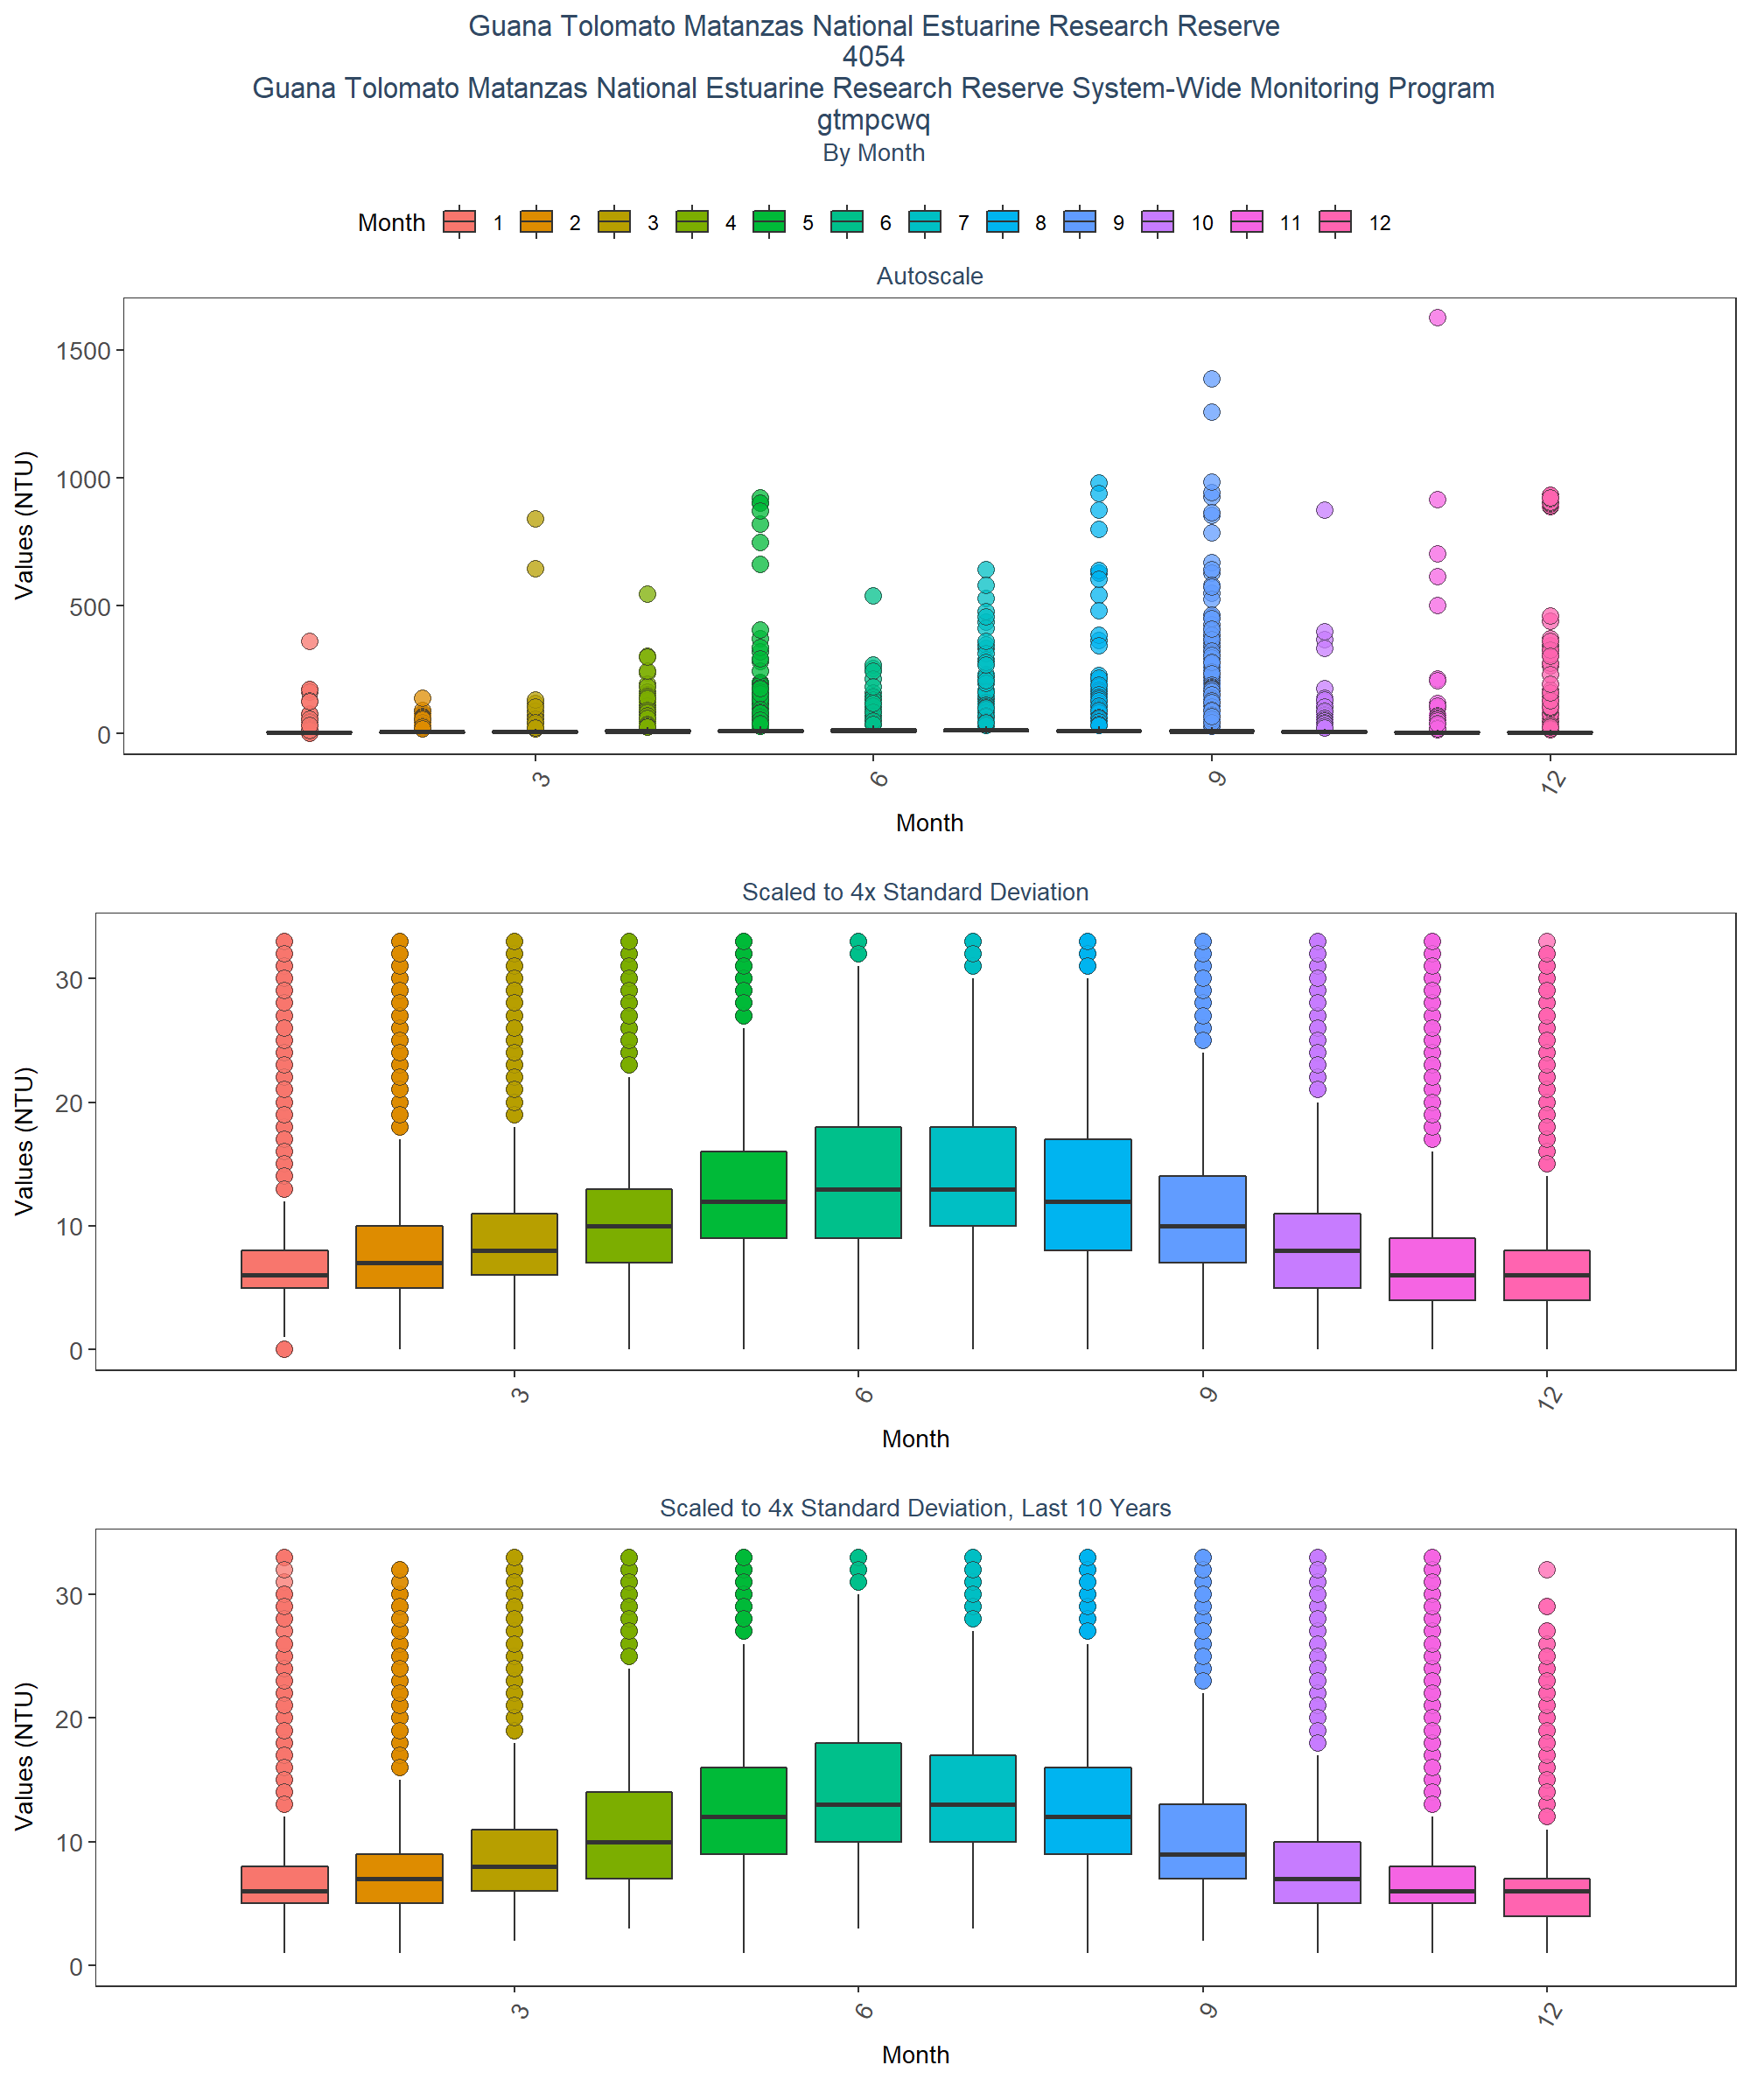 Guana Tolomato Matanzas National Estuarine Research Reserve
4054
Guana Tolomato Matanzas National Estuarine Research Reserve System-Wide Monitoring Program
gtmpcwq
By Month
Month 1 2 3 4 5 6 7 8 9 10 11 12
Autoscale
Values (NTU)
1500
1000
500
0
3 6 9 12
Month
Scaled to 4x Standard Deviation
Values (NTU)
30
20
10
0
3 6 9 12
Month
Scaled to 4x Standard Deviation, Last 10 Years
Values (NTU)
30
20
10
0
3 6 9 12
Month